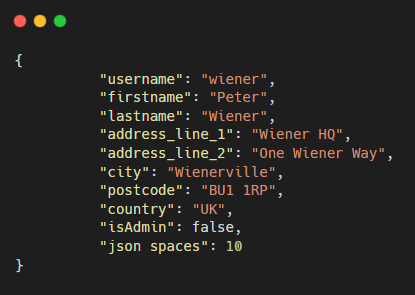 {
"username": "wiener",
"firstname": "Peter",
"lastname": "Wiener",
"address_line_1": "Wiener HQ",
"address_line_2": "One Wiener Way",
"city": "Wienerville",
"postcode": "BU1 1RP",
"country": "UK",
"isAdmin": false,
"json spaces": 10
}